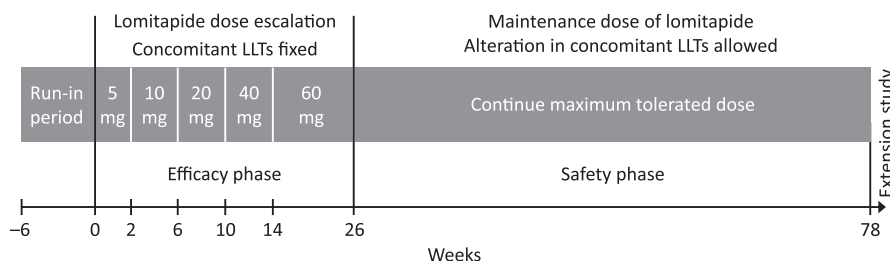 Lomitapide dose escalation
Concomitant LLTs fixed
Maintenance dose of lomitapide
Alteration in concomitant LLTs allowed
Run-in
period
5
mg
10
mg
20
mg
40
mg
60
mg
Continue maximum tolerated dose
Extension study
Efficacy phase
Safety phase
–6
0
2
6
10
14
26
78
Weeks